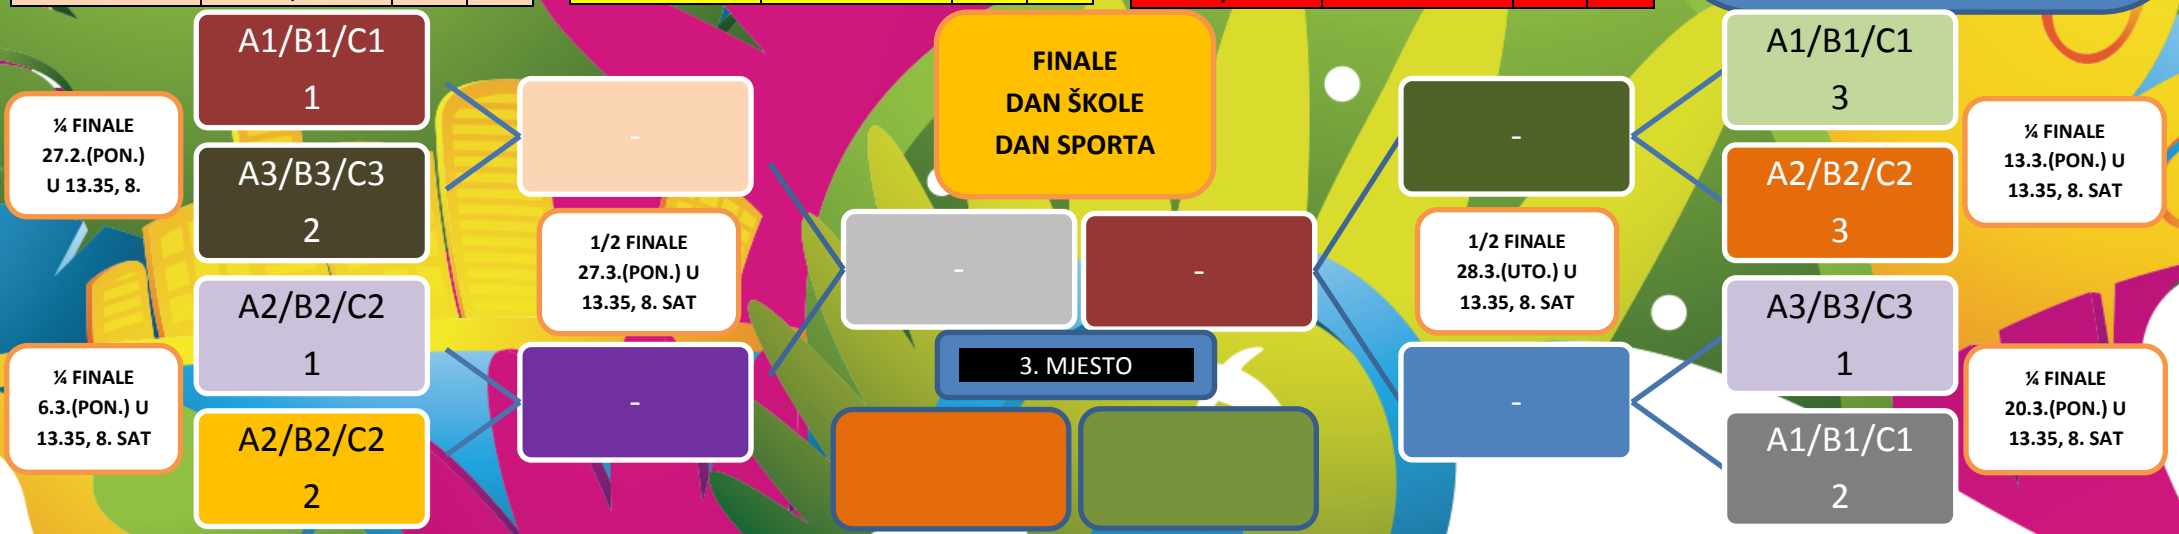 A1/B1/C1
1
¼ FINALE
27.2.(PON.)
U 13.35, 8.
A3/B3/C3
2
A2/B2/C2
1
¼ FINALE
6.3.(PON.) U
13.35, 8. SAT
A2/B2/C2
2
-
1/2 FINALE
27.3.(PON.) U
13.35, 8. SAT
-
FINALE
DAN ŠKOLE
DAN SPORTA
-
-
3. MJESTO
-
1/2 FINALE
28.3.(UTO.) U
13.35, 8. SAT
-
A1/B1/C1
3
¼ FINALE
13.3.(PON.) U
13.35, 8. SAT
A2/B2/C2
3
A3/B3/C3
1
¼ FINALE
20.3.(PON.) U
13.35, 8. SAT
A1/B1/C1
2